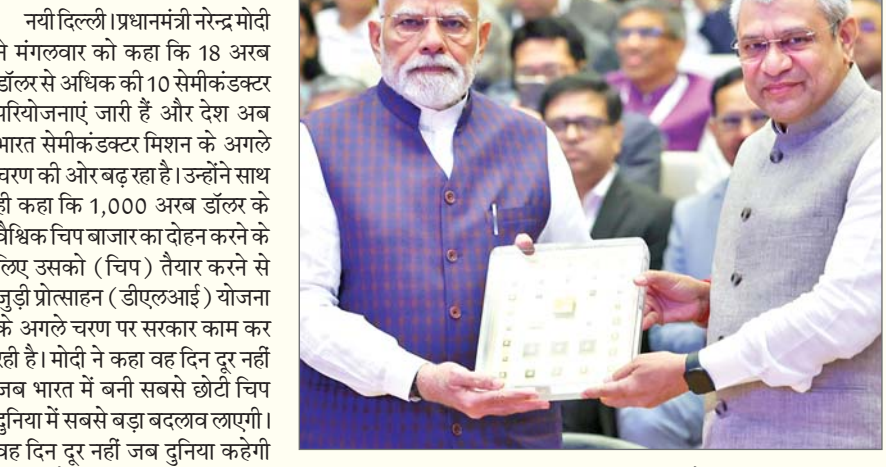 नयी दिल्ली। प्रधानमंत्री नरेन्द्र मोदी
ने मंगलवार को कहा कि 18 अरब
डॉलर से अधिक की 10 सेमीकंडक्टर
परियोजनाएं जारी हैं और देश अब
भारत सेमीकंडक्टर मिशन के अगले
चरण की ओर बढ़ रहा है। उन्होंने साथ
ही कहा कि 1,000 अरब डॉलर के
वैश्विक चिप बाजार का दोहन करने के
लिए उसको (चिप) तैयार करने से
जुड़ी प्रोत्साहन (डीएलआई) योजना
के अगले चरण पर सरकार काम कर
रही है। मोदी ने कहा वह दिन दूर नहीं
जब भारत में बनी सबसे छोटी चिप
दुनिया में सबसे बड़ा बदलाव लाएगी।
वह दिन दूर नहीं जब दुनिया कहेगी